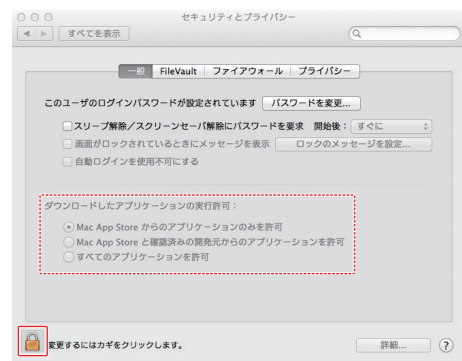 セキュリティとプライバシー
すべてを表示
一般 FileVault ファイアウォール プライバシー
このユーザのログインパスワードが設定されています パスワードを変更...
スリープ解除／スクリーンセーバ解除にパスワードを要求 開始後： すぐに
画面がロックされているときにメッセージを表示 ロックのメッセージを設定...
自動ログインを使用不可にする
ダウンロードしたアプリケーションの実行許可：
Mac App Store からのアプリケーションのみを許可
Mac App Store と確認済みの開発元からのアプリケーションを許可
すべてのアプリケーションを許可
変更するにはカギをクリックします。 詳細... ?